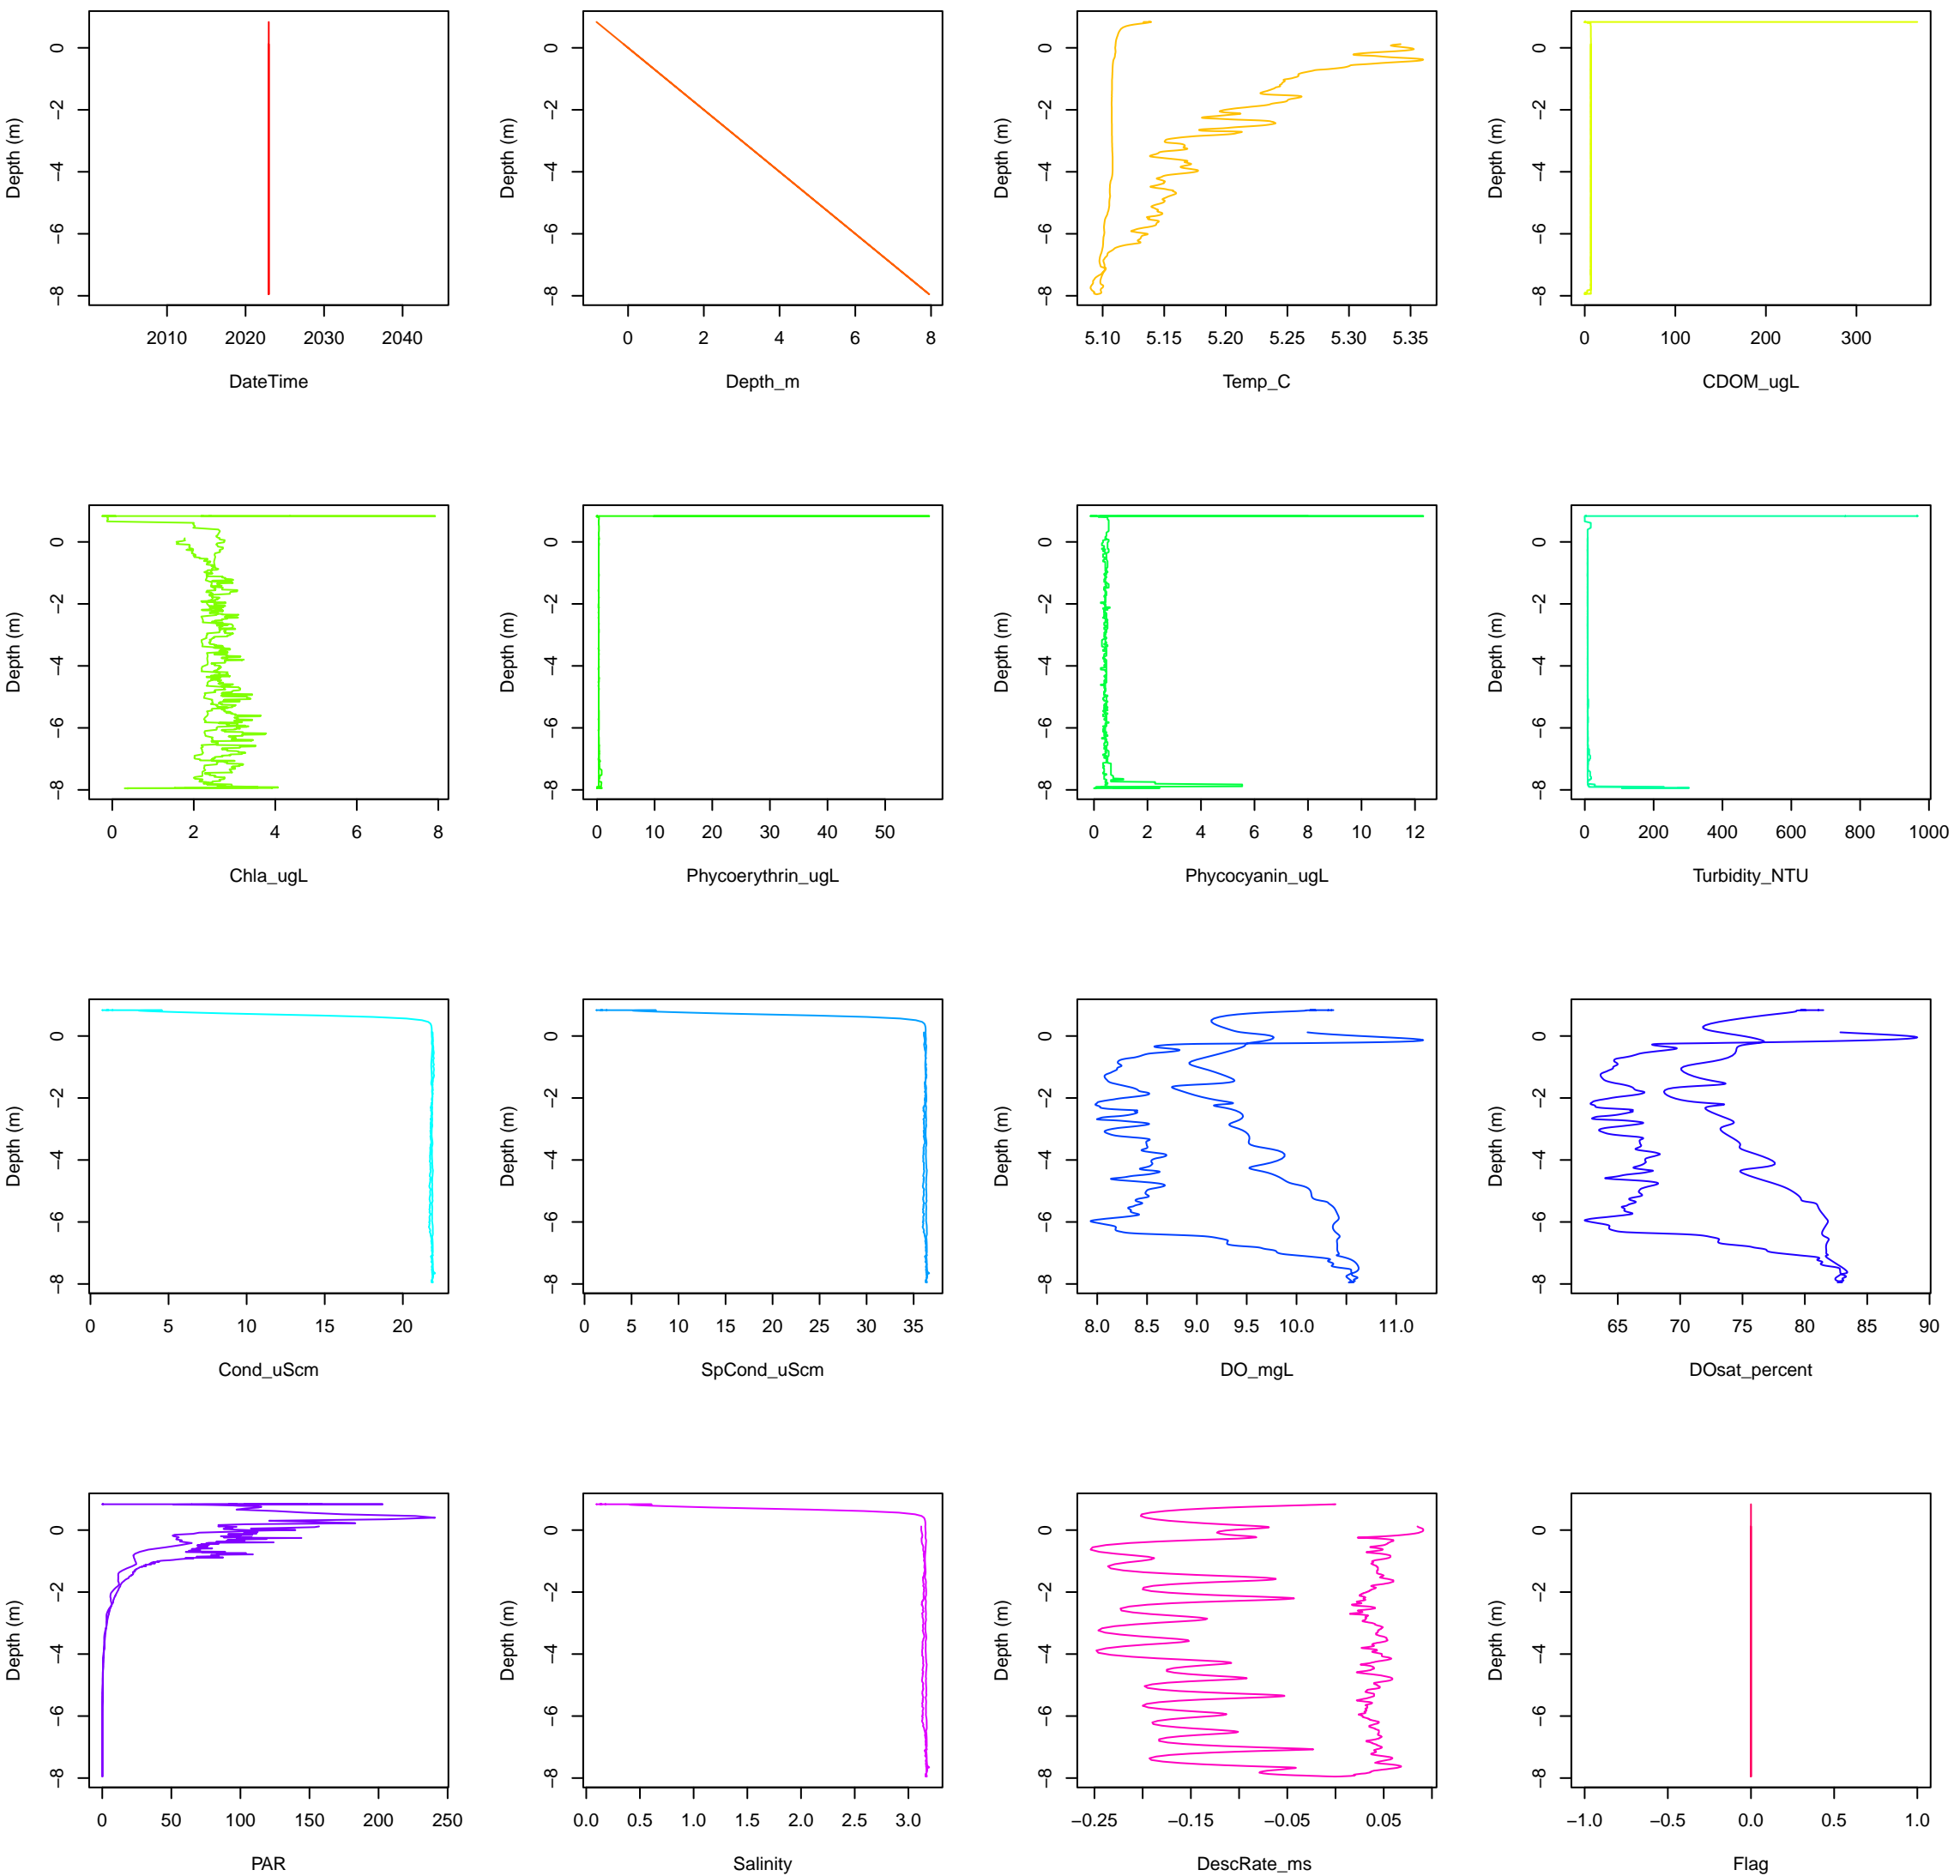 Depth (m) 0 −2 −4 −6 −8 2010 2020 2030 2040 DateTime
Depth (m) 0 −2 −4 −6 −8 0 2 4 6 8 Depth_m
Depth (m) 0 −2 −4 −6 −8 5.10 5.15 5.20 5.25 5.30 5.35 Temp_C
Depth (m) 0 −2 −4 −6 −8 0 100 200 300 CDOM_ugL
Depth (m) 0 −2 −4 −6 −8 0 2 4 6 8 Chla_ugL
Depth (m) 0 −2 −4 −6 −8 0 10 20 30 40 50 Phycoerythrin_ugL
Depth (m) 0 −2 −4 −6 −8 0 2 4 6 8 10 12 Phycocyanin_ugL
Depth (m) 0 −2 −4 −6 −8 0 200 400 600 800 1000 Turbidity_NTU
Depth (m) 0 −2 −4 −6 −8 0 5 10 15 20 Cond_uScm
Depth (m) 0 −2 −4 −6 −8 0 5 10 15 20 25 30 35 SpCond_uScm
Depth (m) 0 −2 −4 −6 −8 8.0 8.5 9.0 9.5 10.0 11.0 DO_mgL
Depth (m) 0 −2 −4 −6 −8 65 70 75 80 85 90 DOsat_percent
Depth (m) 0 −2 −4 −6 −8 0 50 100 150 200 250 PAR
Depth (m) 0 −2 −4 −6 −8 0.0 0.5 1.0 1.5 2.0 2.5 3.0 Salinity
Depth (m) 0 −2 −4 −6 −8 −0.25 −0.15 −0.05 0.05 DescRate_ms
Depth (m) 0 −2 −4 −6 −8 −1.0 −0.5 0.0 0.5 1.0 Flag